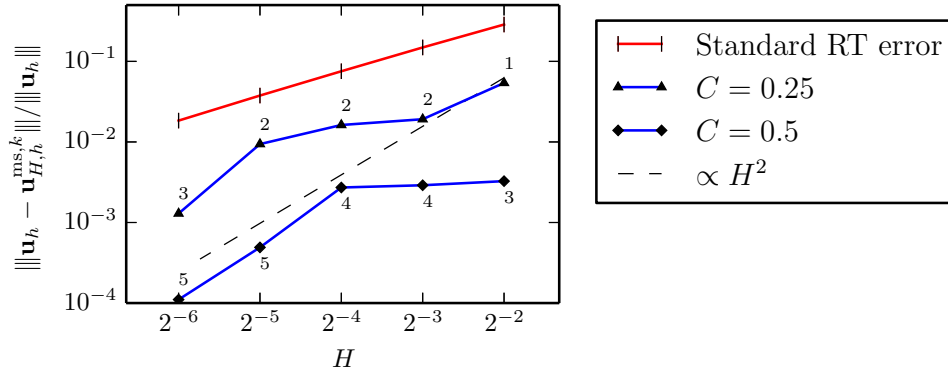 |||u_h − u_{H,h}^{ms,k}|||/|||u_h|||
10^{-1}
10^{-2}
10^{-3}
10^{-4}
1
2
2
2
3
3
4
4
5
5
2^{-6} 2^{-5} 2^{-4} 2^{-3} 2^{-2}
H
Standard RT error
C = 0.25
C = 0.5
∝ H^2